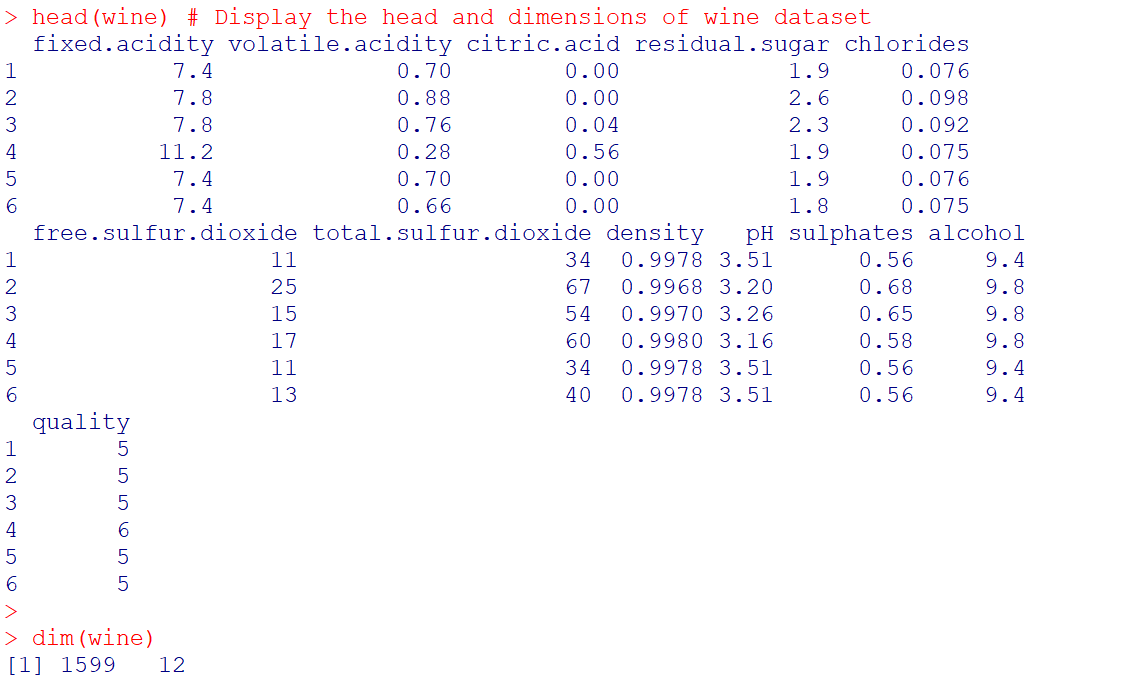 > head(wine) # Display the head and dimensions of wine dataset
  fixed.acidity volatile.acidity citric.acid residual.sugar chlorides
1           7.4             0.70        0.00            1.9     0.076
2           7.8             0.88        0.00            2.6     0.098
3           7.8             0.76        0.04            2.3     0.092
4          11.2             0.28        0.56            1.9     0.075
5           7.4             0.70        0.00            1.9     0.076
6           7.4             0.66        0.00            1.8     0.075
  free.sulfur.dioxide total.sulfur.dioxide density   pH sulphates alcohol
1                  11                   34  0.9978 3.51      0.56     9.4
2                  25                   67  0.9968 3.20      0.68     9.8
3                  15                   54  0.9970 3.26      0.65     9.8
4                  17                   60  0.9980 3.16      0.58     9.8
5                  11                   34  0.9978 3.51      0.56     9.4
6                  13                   40  0.9978 3.51      0.56     9.4
  quality
1       5
2       5
3       5
4       6
5       5
6       5
>
> dim(wine)
[1] 1599   12